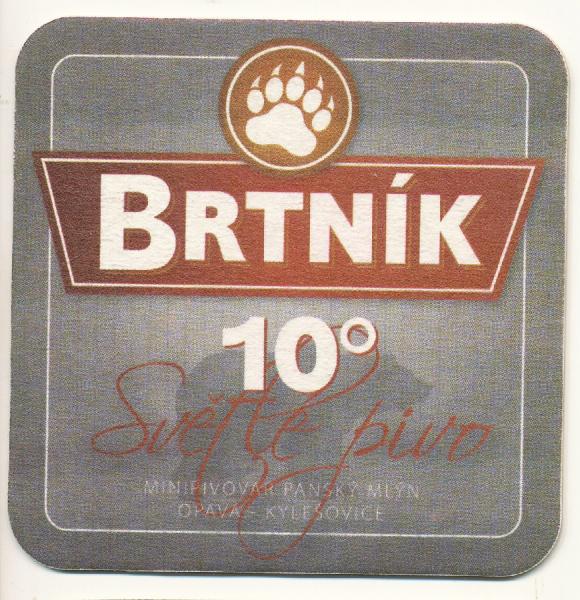 BRTNÍK
10°
Světlé pivo
MINIPIVOVAR PANSKÝ MLÝN
OPAVA - KYLEŠOVICE